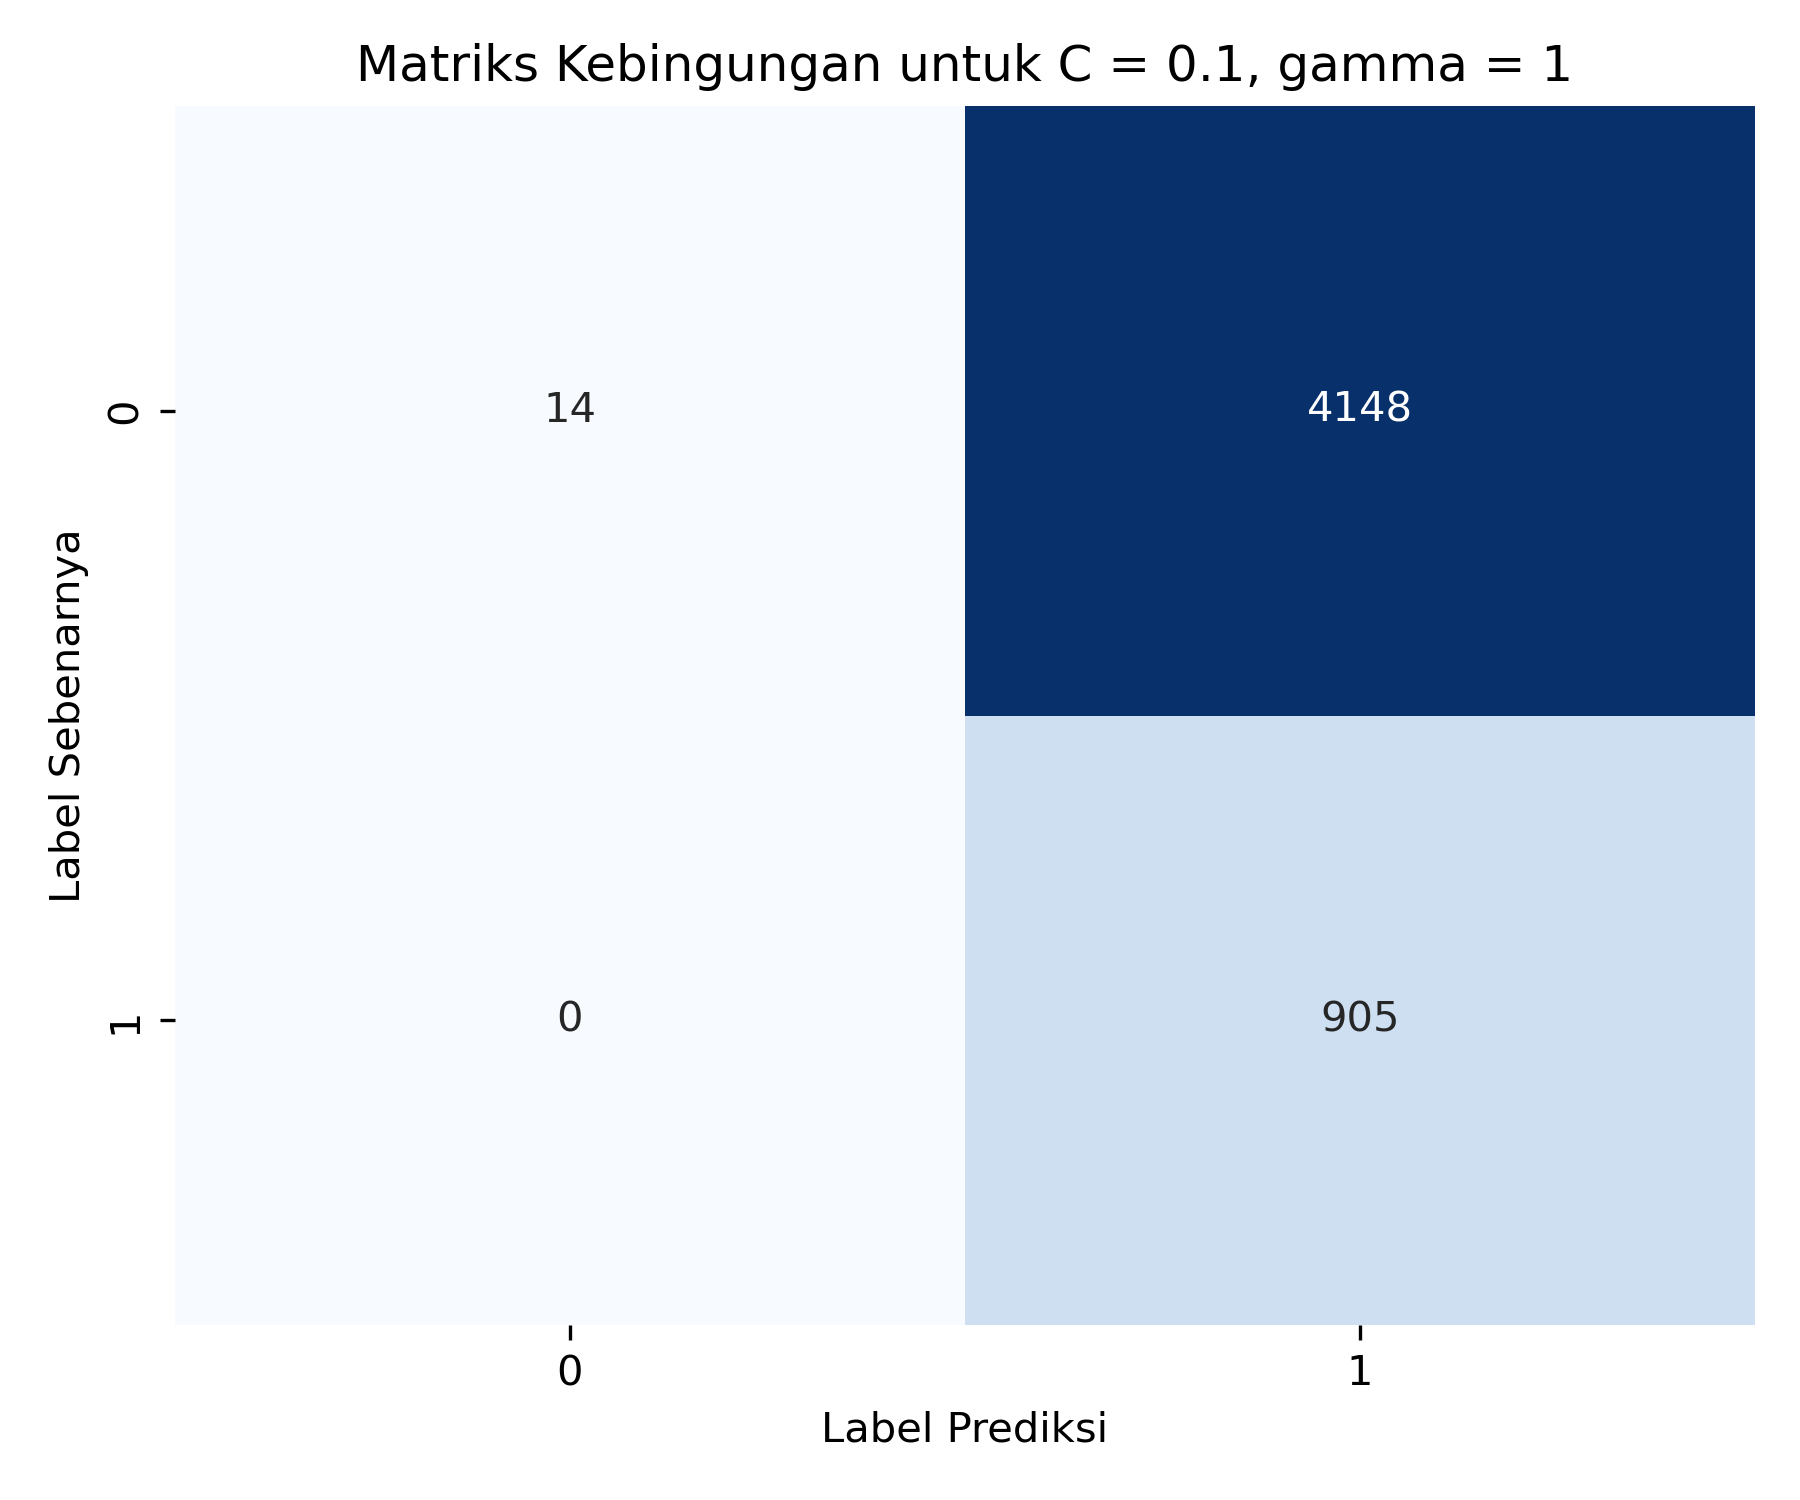 Matriks Kebingungan untuk C = 0.1, gamma = 1
Label Sebenarnya
0
14
4148
1
0
905
0
1
Label Prediksi